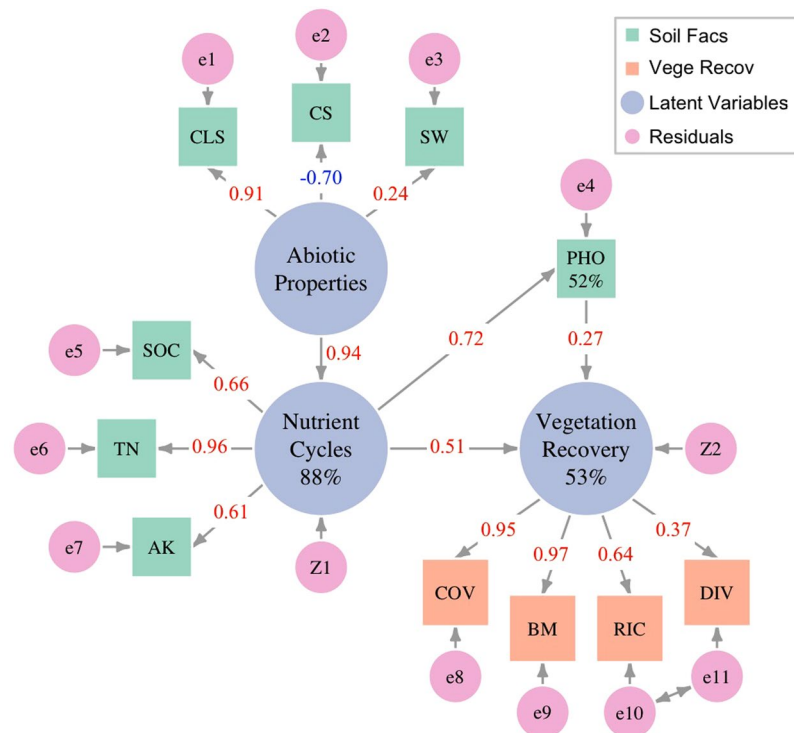 e1
e2
e3
CLS
CS
SW
0.91
-0.70
0.24
Abiotic
Properties
Soil Facs
Vege Recov
Latent Variables
Residuals
e4
PHO
52%
0.94
0.72
0.27
e5
SOC
0.66
e6
TN
0.96
Nutrient
Cycles
88%
0.51
Vegetation
Recovery
53%
Z2
e7
AK
0.61
Z1
0.95
0.97
0.64
0.37
COV
BM
RIC
DIV
e8
e9
e10
e11